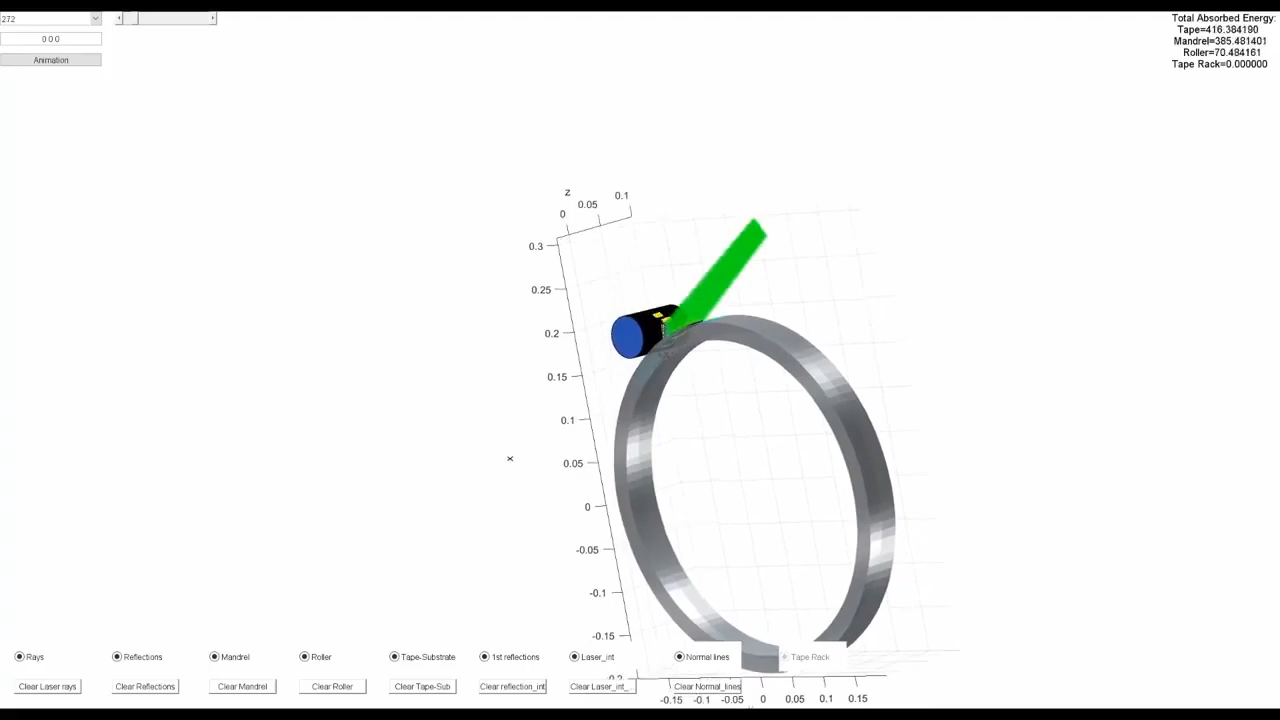 272
0 0 0
Animation
Total Absorbed Energy:
Tape=416.384190
Mandrel=385.481401
Roller=70.484161
Tape Rack=0.000000
z
0 0.05 0.1
0.3
0.25
0.2
0.15
0.1
0.05
0
-0.05
-0.1
-0.15
x
-0.15 -0.1 -0.05 0 0.05 0.1 0.15
Rays Reflections Mandrel Roller Tape-Substrate 1st reflections Laser_int Normal lines Tape Rack
Clear Laser rays Clear Reflections Clear Mandrel Clear Roller Clear Tape-Sub Clear reflection_int Clear Laser_int_ Clear Normal_lines